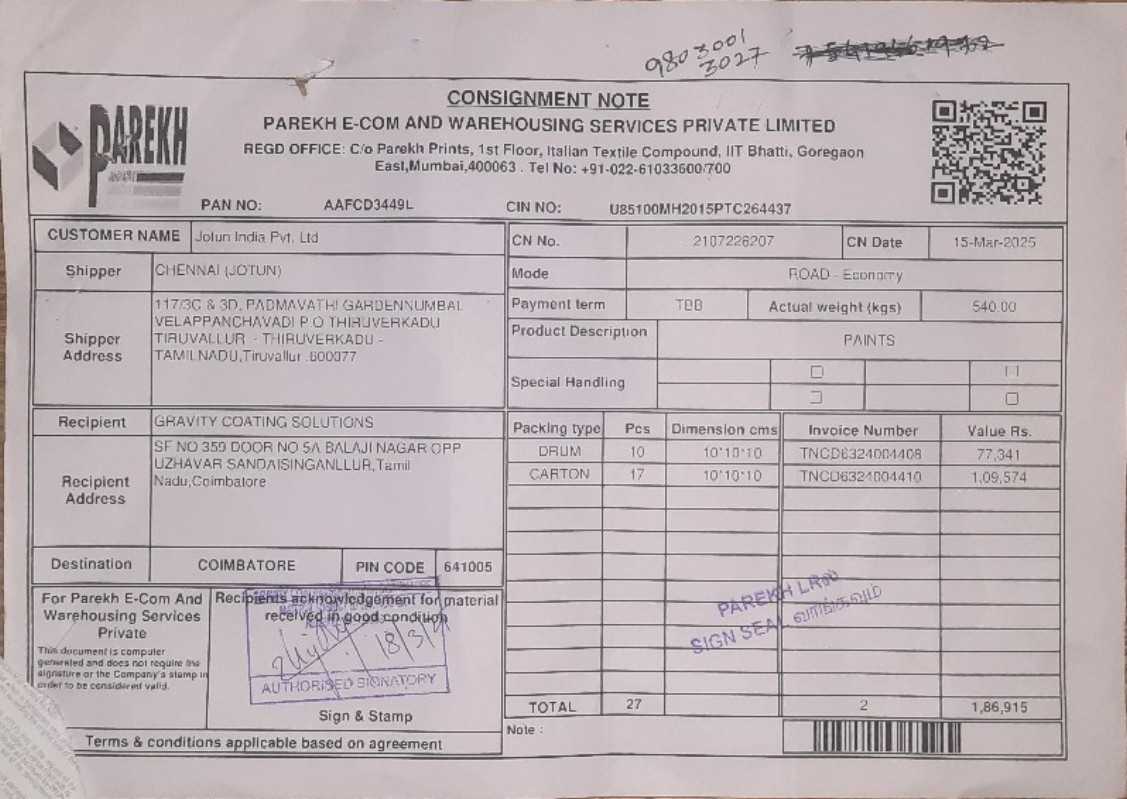 9803001
3027
CONSIGNMENT NOTE
PAREKH
PAREKH E-COM AND WAREHOUSING SERVICES PRIVATE LIMITED
REGD OFFICE: C/o Parekh Prints, 1st Floor, Italian Textile Compound, IIT Bhatti, Goregaon
East,Mumbai,400063 . Tel No: +91-022-61033600/700
PAN NO: AAFCD3449L CIN NO: U85100MH2015PTC264437
CUSTOMER NAME Jotun India Pvt. Ltd
Shipper CHENNAI (JOTUN)
Shipper Address
117/3C & 3D, PADMAVATHI GARDENNUMBAL
VELAPPANCHAVADI P O THIRUVERKADU
TIRUVALLUR - THIRUVERKADU -
TAMILNADU,Tiruvallur .600077
Recipient GRAVITY COATING SOLUTIONS
Recipient Address
SF NO 359 DOOR NO 5A BALAJI NAGAR OPP
UZHAVAR SANDAISINGANLLUR,Tamil
Nadu,Coimbatore
Destination COIMBATORE PIN CODE 641005
For Parekh E-Com And
Warehousing Services
Private
This document is computer
generated and does not require the
signature or the Company's stamp in
order to be considered valid.
Recipients acknowledgement for material
received in good condition
18/3/
AUTHORISED SIGNATORY
Sign & Stamp
Terms & conditions applicable based on agreement
CN No. 2107226207 CN Date 15-Mar-2025
Mode ROAD - Economy
Payment term TBB Actual weight (kgs) 540.00
Product Description PAINTS
Special Handling
Packing type Pcs Dimension cms Invoice Number Value Rs.
DRUM 10 10*10*10 TNCD6324004408 77,341
CARTON 17 10*10*10 TNCD6324004410 1,09,574
PAREKH LRல்
SIGN SEAL வாங்கவும்
TOTAL 27 2 1,86,915
Note :